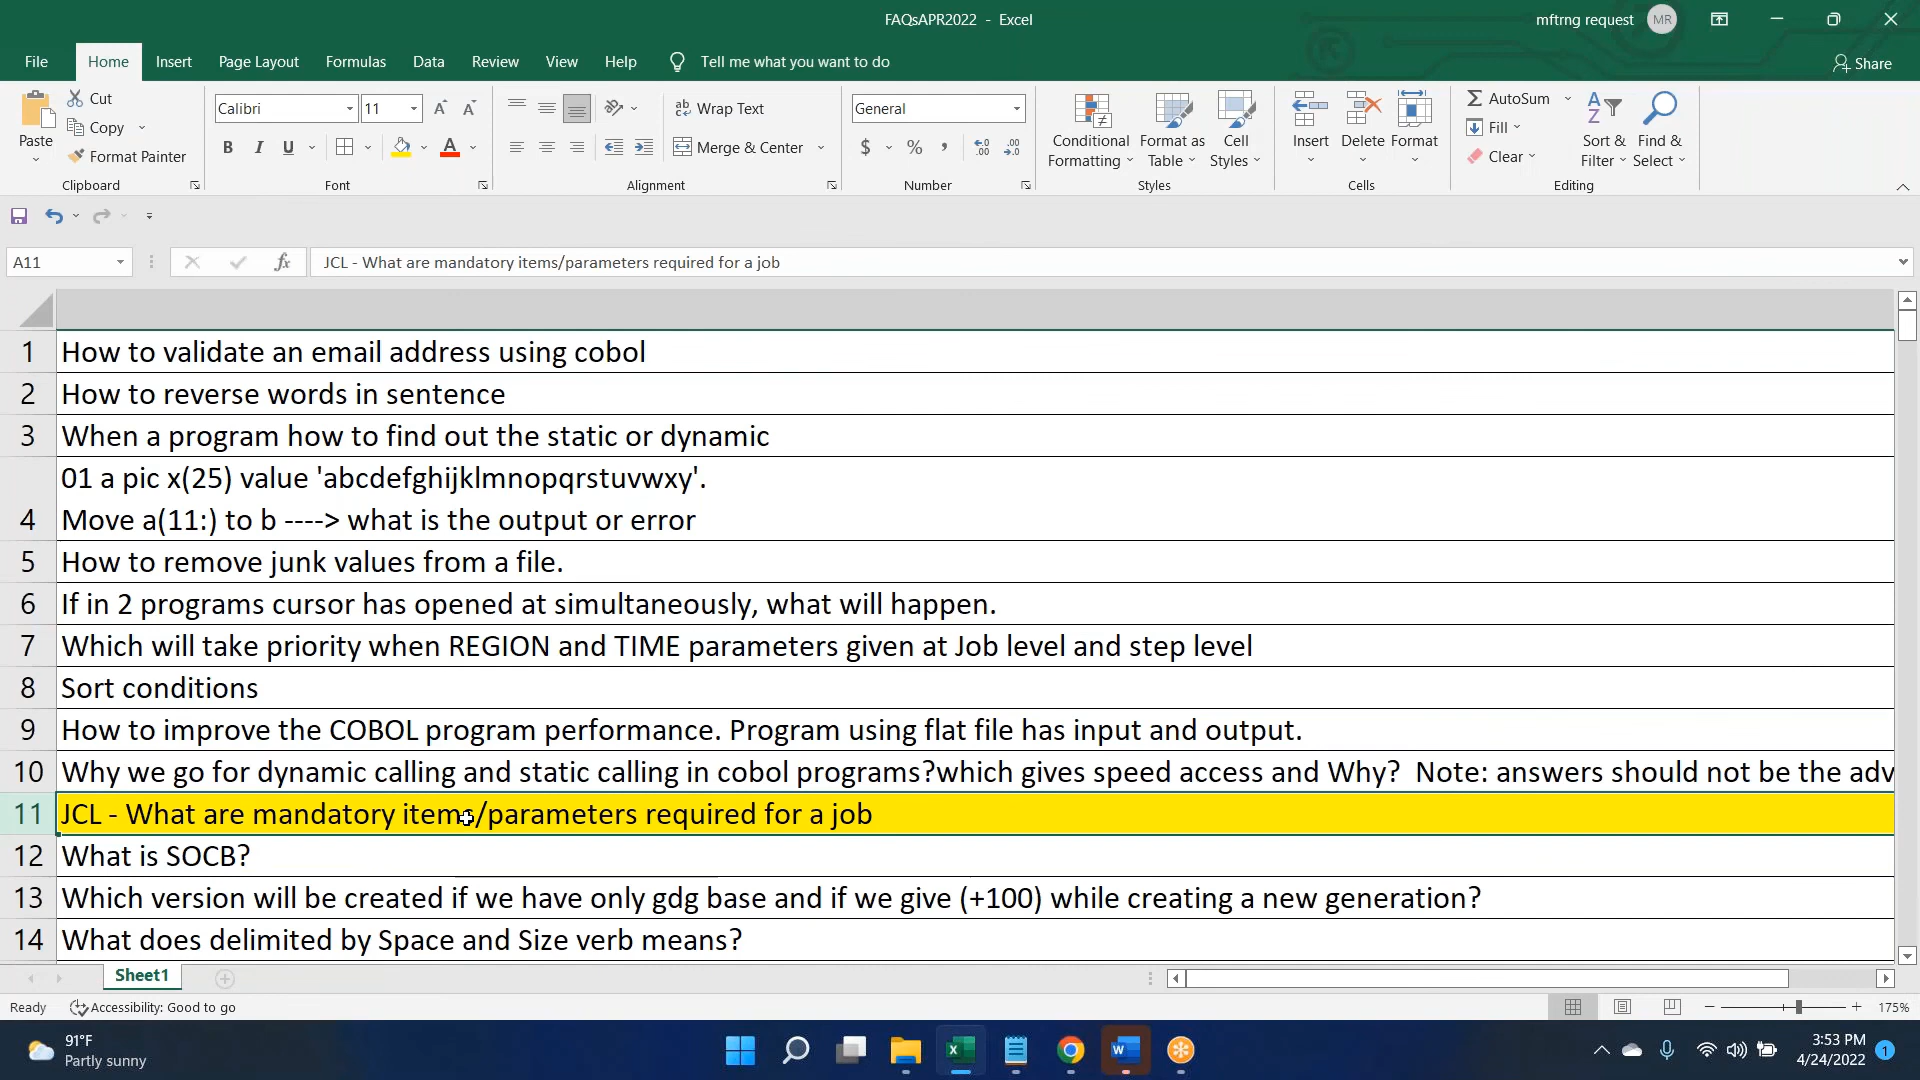 FAQsAPR2022 - Excel
mftrng request MR
File Home Insert Page Layout Formulas Data Review View Help Tell me what you want to do Share
Cut
Copy
Format Painter
Paste
Clipboard
Calibri 11
B I U
Font
Wrap Text
Merge & Center
Alignment
General
$ % ,
Number
Conditional Formatting
Format as Table
Cell Styles
Styles
Insert Delete Format
Cells
AutoSum
Fill
Clear
Sort & Filter
Find & Select
Editing
A11 fx JCL - What are mandatory items/parameters required for a job
1 How to validate an email address using cobol
2 How to reverse words in sentence
3 When a program how to find out the static or dynamic
01 a pic x(25) value 'abcdefghijklmnopqrstuvwxy'.
4 Move a(11:) to b ----> what is the output or error
5 How to remove junk values from a file.
6 If in 2 programs cursor has opened at simultaneously, what will happen.
7 Which will take priority when REGION and TIME parameters given at Job level and step level
8 Sort conditions
9 How to improve the COBOL program performance. Program using flat file has input and output.
10 Why we go for dynamic calling and static calling in cobol programs?which gives speed access and Why? Note: answers should not be the adv
11 JCL - What are mandatory items/parameters required for a job
12 What is SOCB?
13 Which version will be created if we have only gdg base and if we give (+100) while creating a new generation?
14 What does delimited by Space and Size verb means?
Sheet1
Ready Accessibility: Good to go 175%
91°F
Partly sunny
3:53 PM
4/24/2022
1